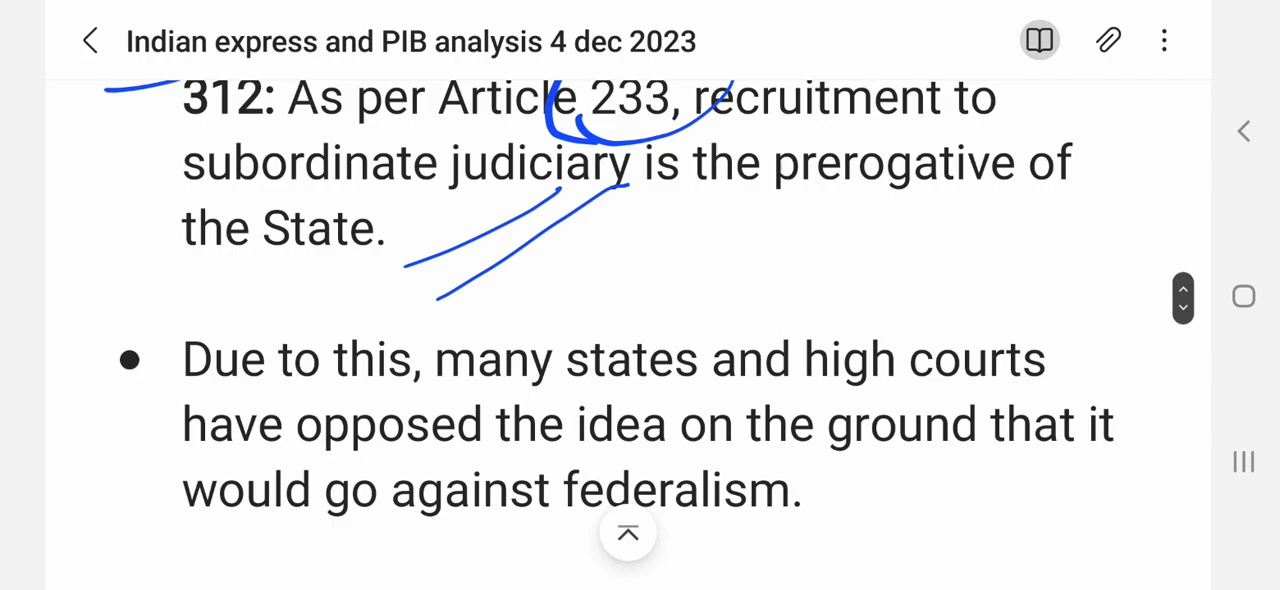 Indian express and PIB analysis 4 dec 2023
312: As per Article 233, recruitment to
subordinate judiciary is the prerogative of
the State.
● Due to this, many states and high courts
have opposed the idea on the ground that it
would go against federalism.